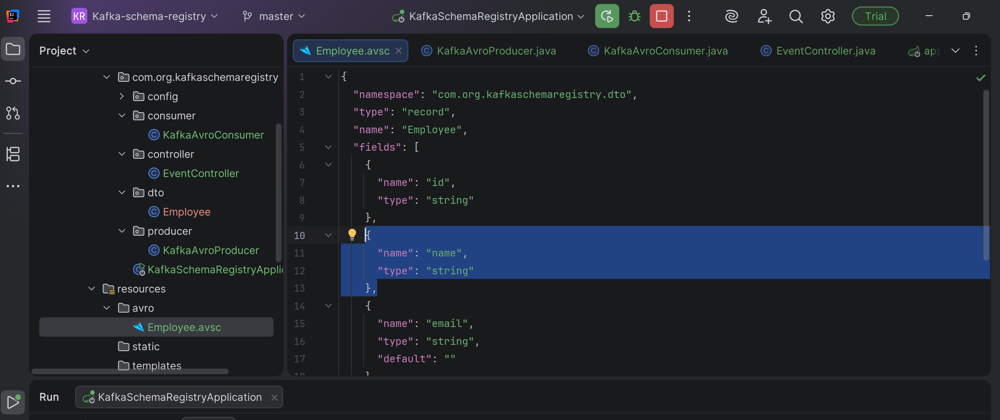 KR Kafka-schema-registry master KafkaSchemaRegistryApplication Trial
Project
com.org.kafkaschemaregistry
config
consumer
KafkaAvroConsumer
controller
EventController
dto
Employee
producer
KafkaAvroProducer
KafkaSchemaRegistryApplic
resources
avro
Employee.avsc
static
templates
Employee.avsc KafkaAvroProducer.java KafkaAvroConsumer.java EventController.java app
1 {
2 "namespace": "com.org.kafkaschemaregistry.dto",
3 "type": "record",
4 "name": "Employee",
5 "fields": [
6 {
7 "name": "id",
8 "type": "string"
9 },
10 {
11 "name": "name",
12 "type": "string"
13 },
14 {
15 "name": "email",
16 "type": "string",
17 "default": ""
18 }
Run KafkaSchemaRegistryApplication